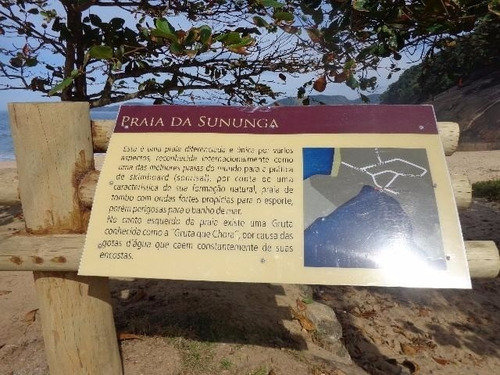 PRAIA DA SUNUNGA
Esta é uma praia diferenciada e única por vários
aspectos, reconhecida internacionalmente como
uma das melhores praias do mundo para a prática
de skimboard (sonrisal), por conta de uma
característica da sua formação natural, praia de
tombo com ondas fortes propícias para o esporte,
porém perigosas para o banho de mar.
No canto esquerdo da praia existe uma Gruta
conhecida como a "Gruta que Chora", por causa das
gotas d'água que caem constantemente de suas
encostas.